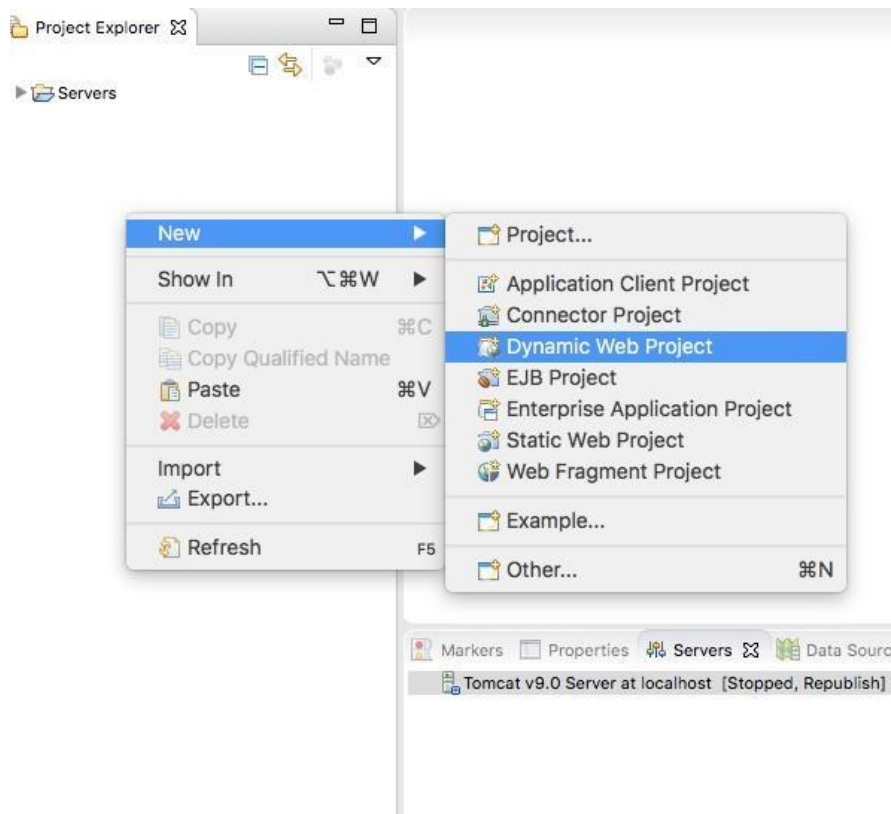 Project Explorer
Servers
New
Show In ⌥⌘W
Copy ⌘C
Copy Qualified Name
Paste ⌘V
Delete ⌦
Import
Export...
Refresh F5
Project...
Application Client Project
Connector Project
Dynamic Web Project
EJB Project
Enterprise Application Project
Static Web Project
Web Fragment Project
Example...
Other... ⌘N
Markers Properties Servers Data Sourc
Tomcat v9.0 Server at localhost [Stopped, Republish]